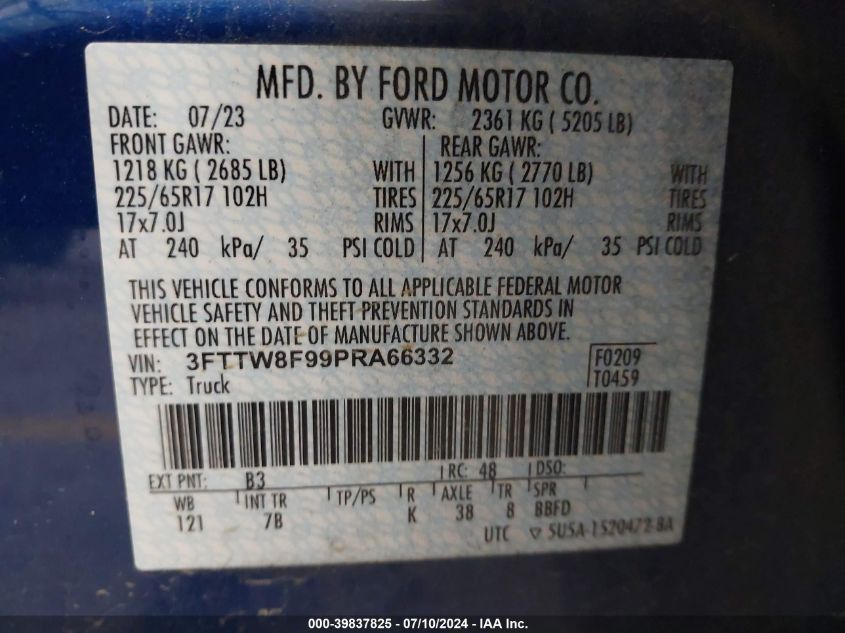 MFD. BY FORD MOTOR CO.
DATE: 07/23 GVWR: 2361 KG ( 5205 LB)
FRONT GAWR: REAR GAWR:
1218 KG ( 2685 LB) WITH 1256 KG ( 2770 LB) WITH
225/65R17 102H TIRES 225/65R17 102H TIRES
17x7.0J RIMS 17x7.0J RIMS
AT 240 kPa/ 35 PSI COLD AT 240 kPa/ 35 PSI COLD
THIS VEHICLE CONFORMS TO ALL APPLICABLE FEDERAL MOTOR
VEHICLE SAFETY AND THEFT PREVENTION STANDARDS IN
EFFECT ON THE DATE OF MANUFACTURE SHOWN ABOVE.
VIN: 3FTTW8F99PRA66332 F0209
TYPE: Truck T0459
EXT PNT: B3 RC: 48 DSO:
WB INT TR TP/PS R AXLE TR SPR
121 7B K 38 8 BBFD
UTC ▽ 5U5A-1520472-BA
000-39837825 - 07/10/2024 - IAA Inc.